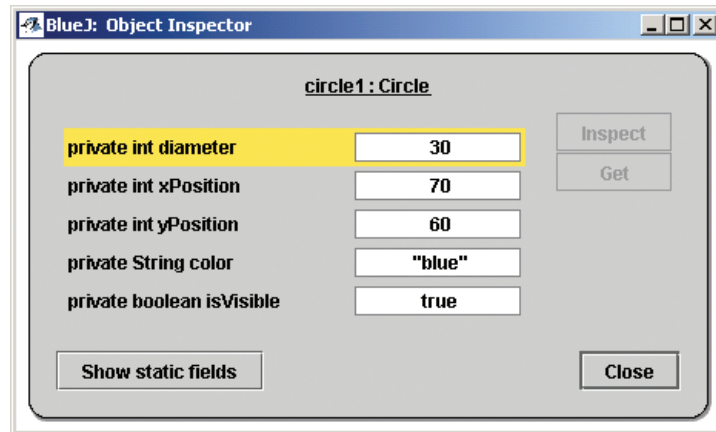 BlueJ: Object Inspector
circle1 : Circle
private int diameter 30
Inspect
private int xPosition 70
Get
private int yPosition 60
private String color "blue"
private boolean isVisible true
Show static fields Close